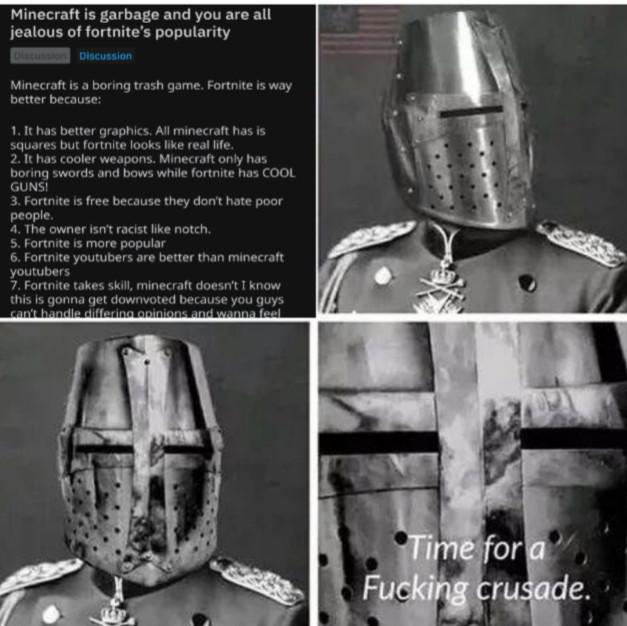 Minecraft is garbage and you are all
jealous of fortnite's popularity
Discussion Discussion
Minecraft is a boring trash game. Fortnite is way
better because:
1. It has better graphics. All minecraft has is
squares but fortnite looks like real life.
2. It has cooler weapons. Minecraft only has
boring swords and bows while fortnite has COOL
GUNS!
3. Fortnite is free because they don't hate poor
people.
4. The owner isn't racist like notch.
5. Fortnite is more popular
6. Fortnite youtubers are better than minecraft
youtubers
7. Fortnite takes skill, minecraft doesn't I know
this is gonna get downvoted because you guys
can't handle differing opinions and wanna feel
Time for a
Fucking crusade.